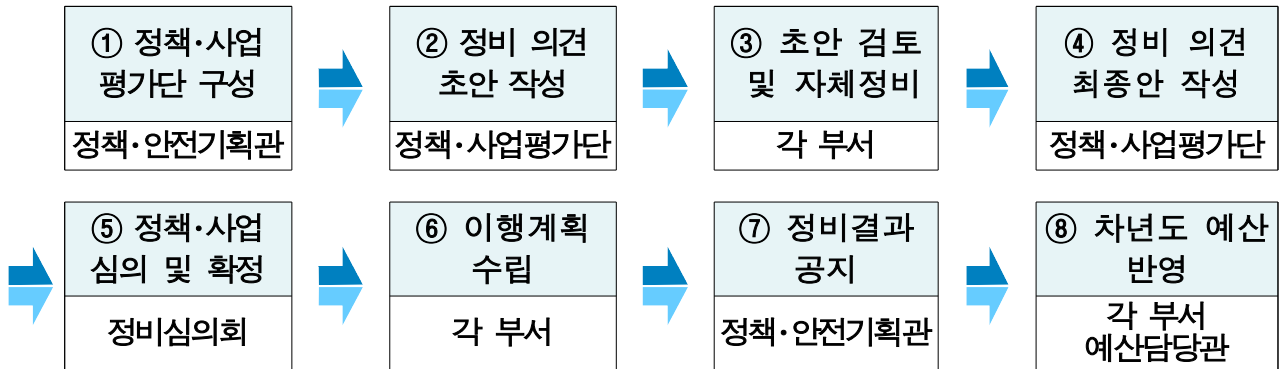 ① 정책·사업
평가단 구성
정책·안전기획관
② 정비 의견
초안 작성
정책·사업평가단
③ 초안 검토
및 자체정비
각 부서
④ 정비 의견
최종안 작성
정책·사업평가단
⑤ 정책·사업
심의 및 확정
정비심의회
⑥ 이행계획
수립
각 부서
⑦ 정비결과
공지
정책·안전기획관
⑧ 차년도 예산
반영
각 부서
예산담당관